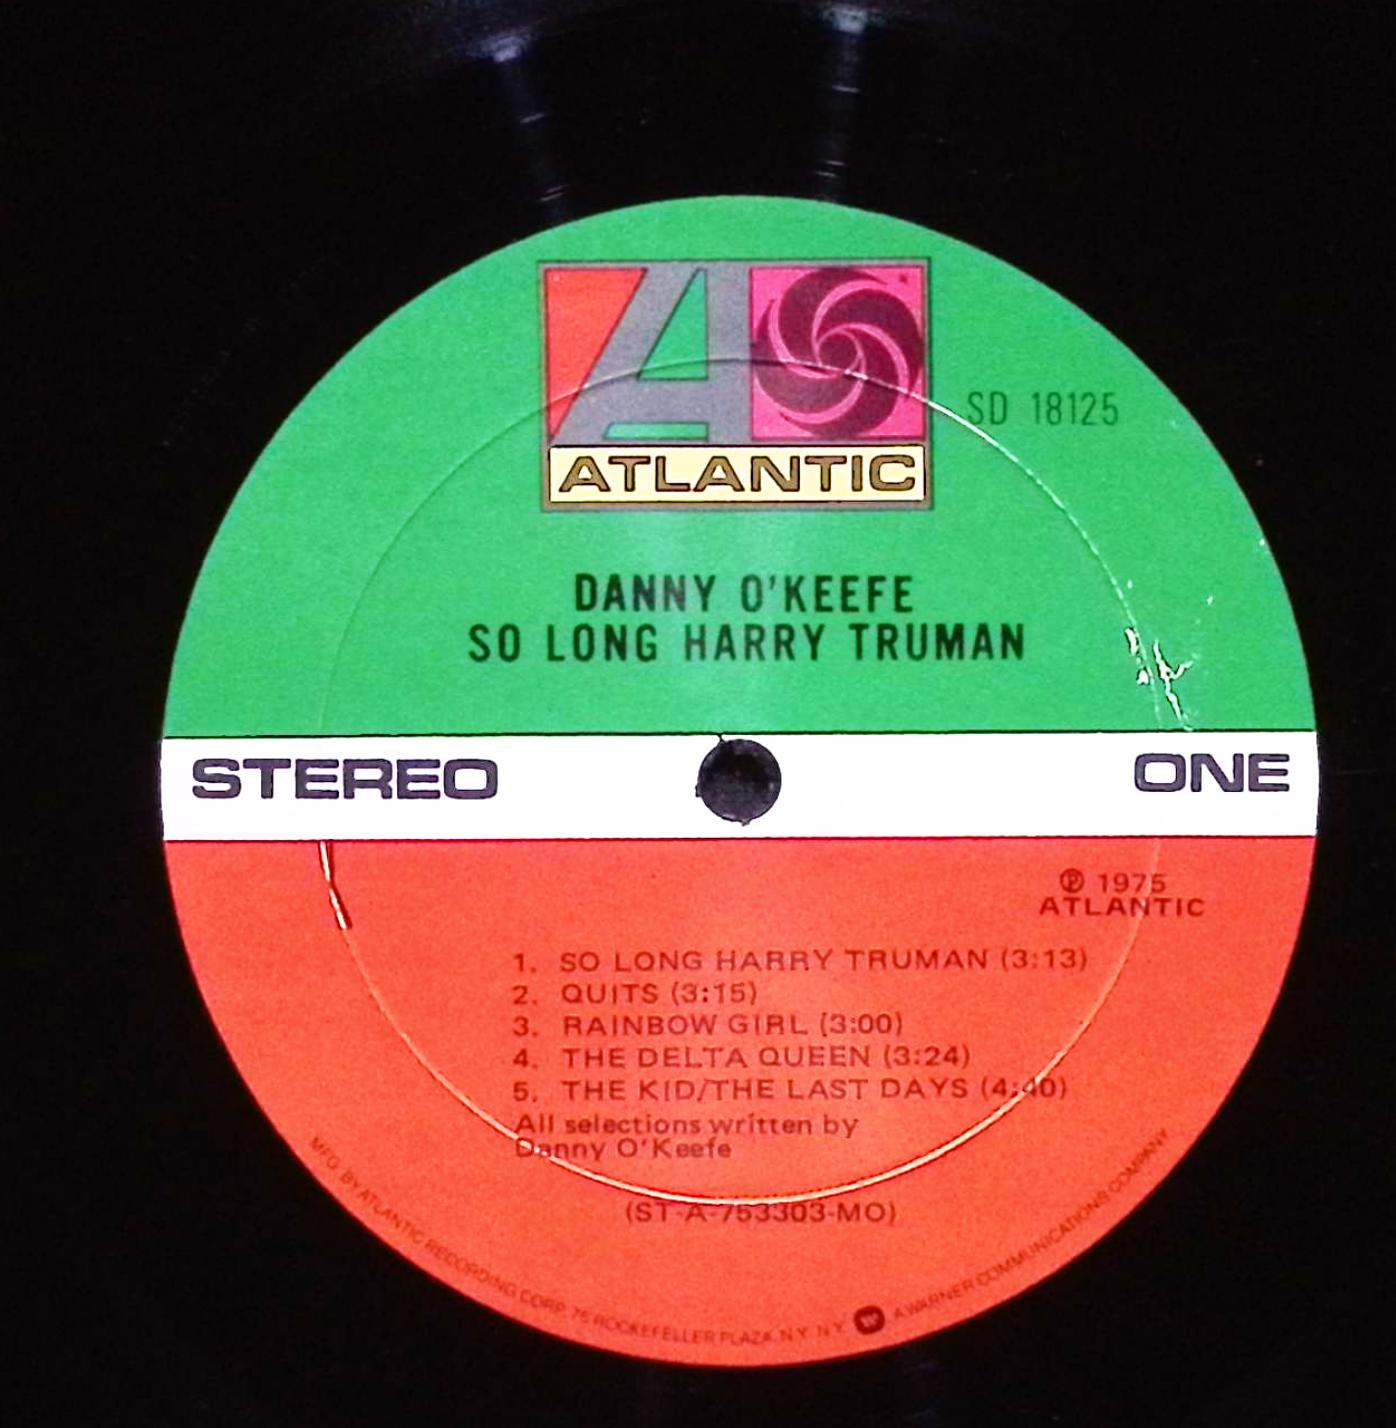 ATLANTIC
SD 18125
DANNY O'KEEFE
SO LONG HARRY TRUMAN
STEREO
ONE
℗ 1975
ATLANTIC
1. SO LONG HARRY TRUMAN (3:13)
2. QUITS (3:15)
3. RAINBOW GIRL (3:00)
4. THE DELTA QUEEN (3:24)
5. THE KID/THE LAST DAYS (4:40)
All selections written by
Danny O'Keefe
(ST-A-753303-MO)
MFG. BY ATLANTIC RECORDING CORP. 75 ROCKEFELLER PLAZA, N.Y. N.Y. W A WARNER COMMUNICATIONS COMPANY